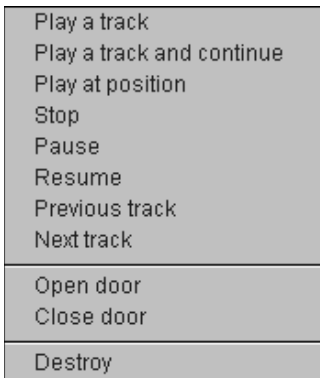 Play a track
Play a track and continue
Play at position
Stop
Pause
Resume
Previous track
Next track
Open door
Close door
Destroy